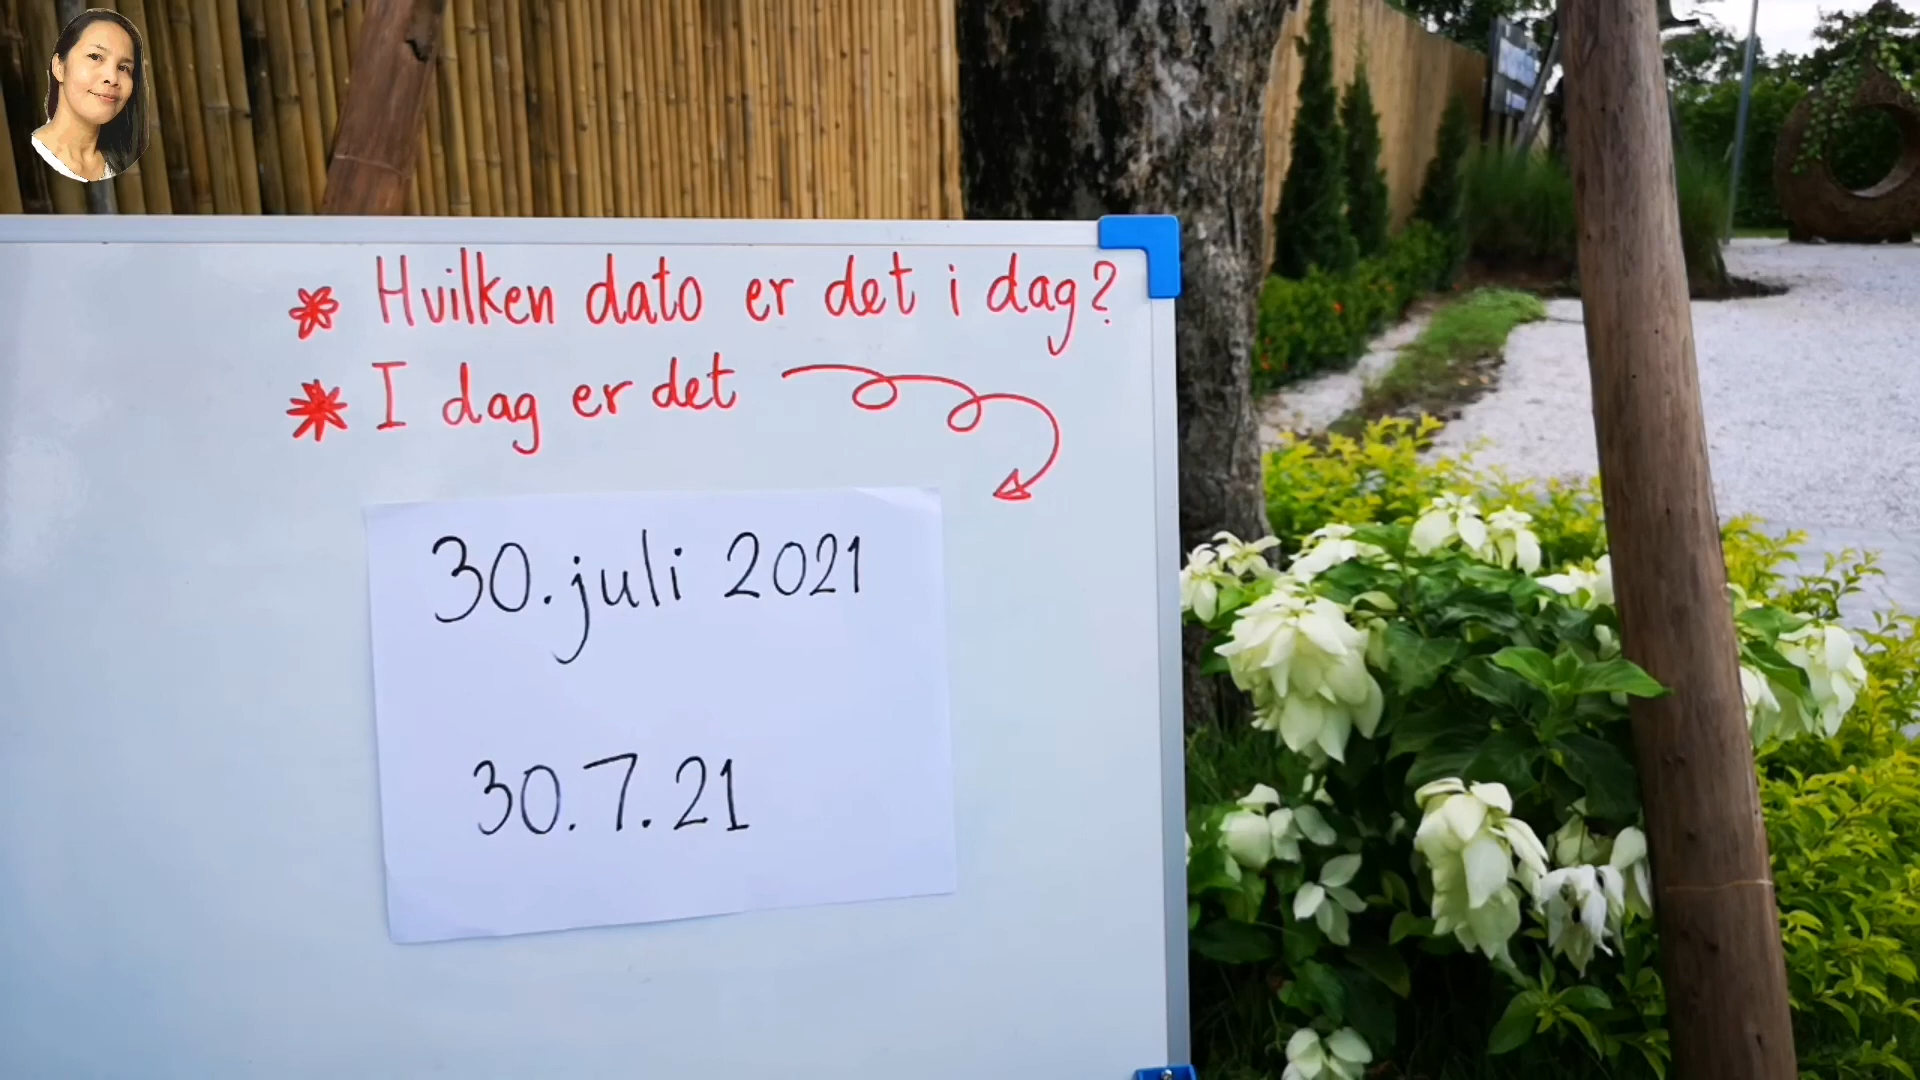 Hvilken dato er det i dag?
I dag er det
30. juli 2021
30.7.21